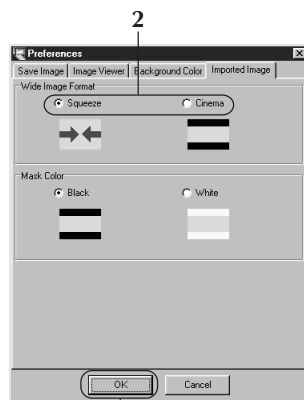 2
Preferences
Save Image Image Viewer Background Color Imported Image
Wide Image Format
Squeeze Cinema
Mask Color
Black White
OK Cancel